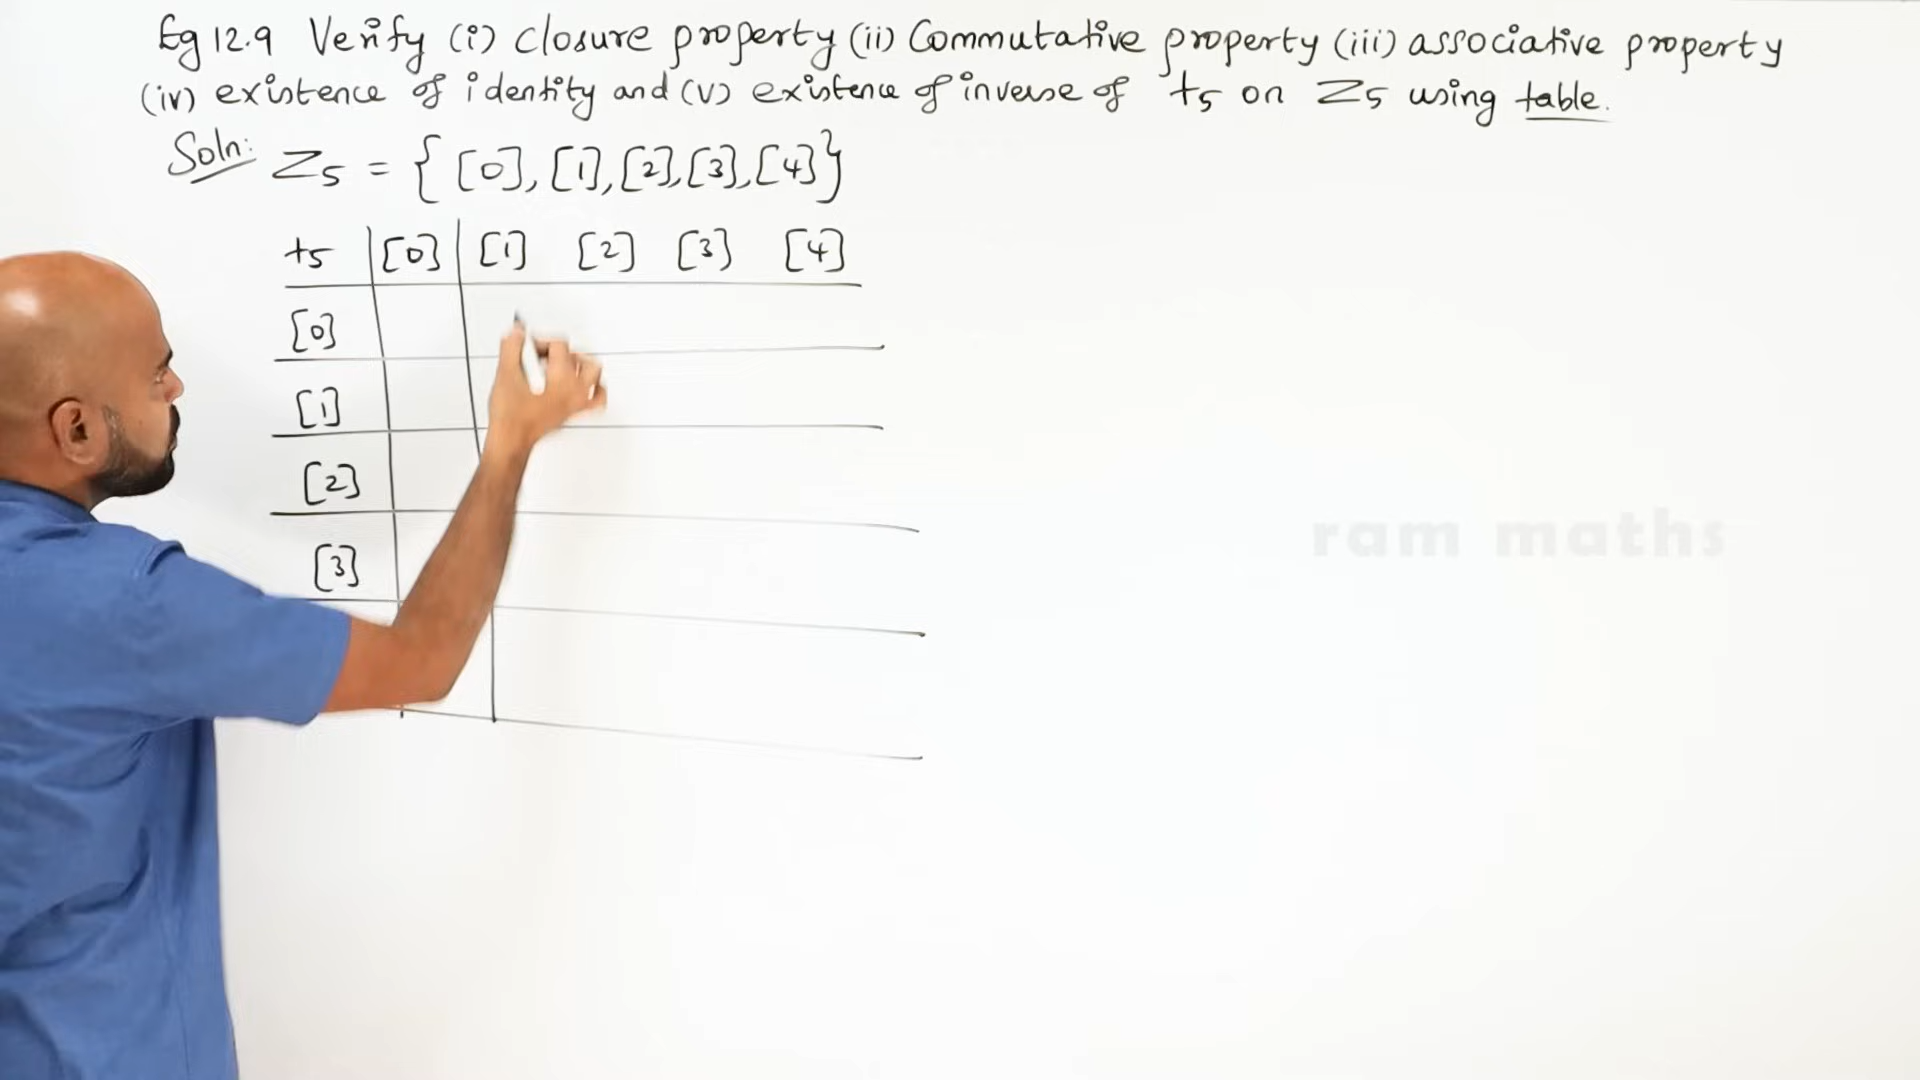 Eg 12.9 Verify (i) closure property (ii) Commutative property (iii) associative property
(iv) existence of identity and (v) existence of inverse of +5 on Z5 using table.
Soln: Z5 = { [0], [1], [2], [3], [4] }
+5 [0] [1] [2] [3] [4]
[0]
[1]
[2]
[3]
ram maths